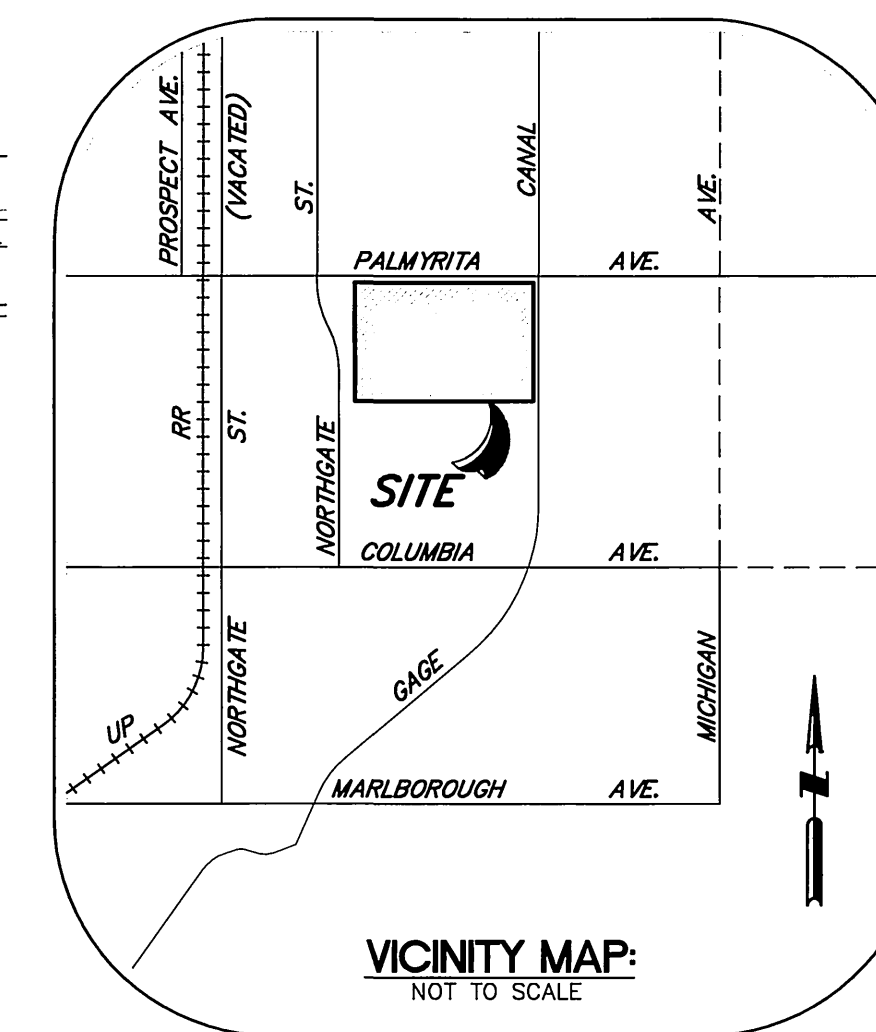 PROSPECT AVE.
(VACATED)
ST.
CANAL
AVE.
PALMYRITA AVE.
RR
ST.
NORTHGATE
SITE
COLUMBIA AVE.
NORTHGATE
GAGE
MICHIGAN
UP
MARLBOROUGH AVE.
N
VICINITY MAP:
NOT TO SCALE